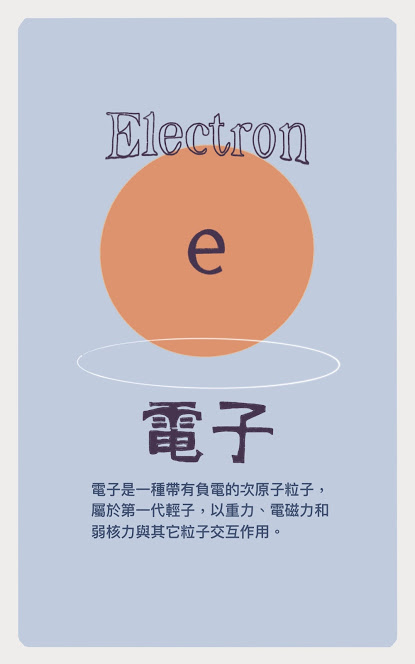 Electron
e
電子
電子是一種帶有負電的次原子粒子，
屬於第一代輕子，以重力、電磁力和
弱核力與其它粒子交互作用。